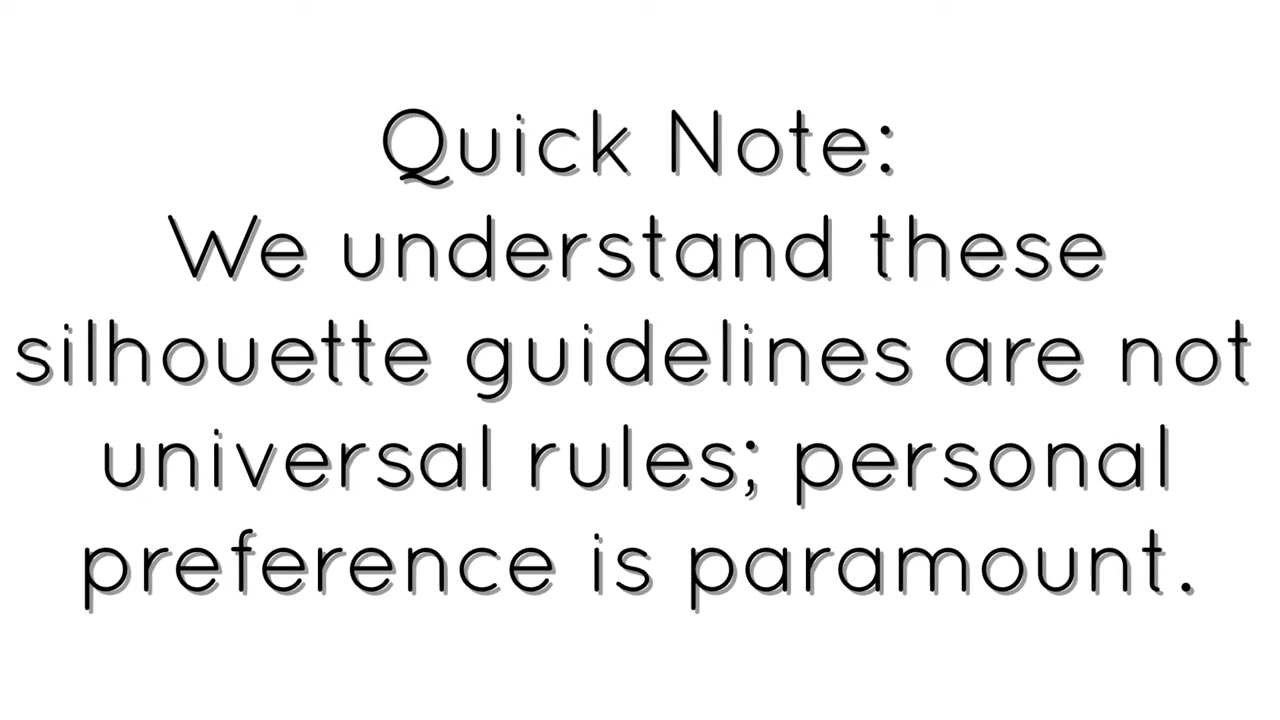 Quick Note:
We understand these
silhouette guidelines are not
universal rules; personal
preference is paramount.